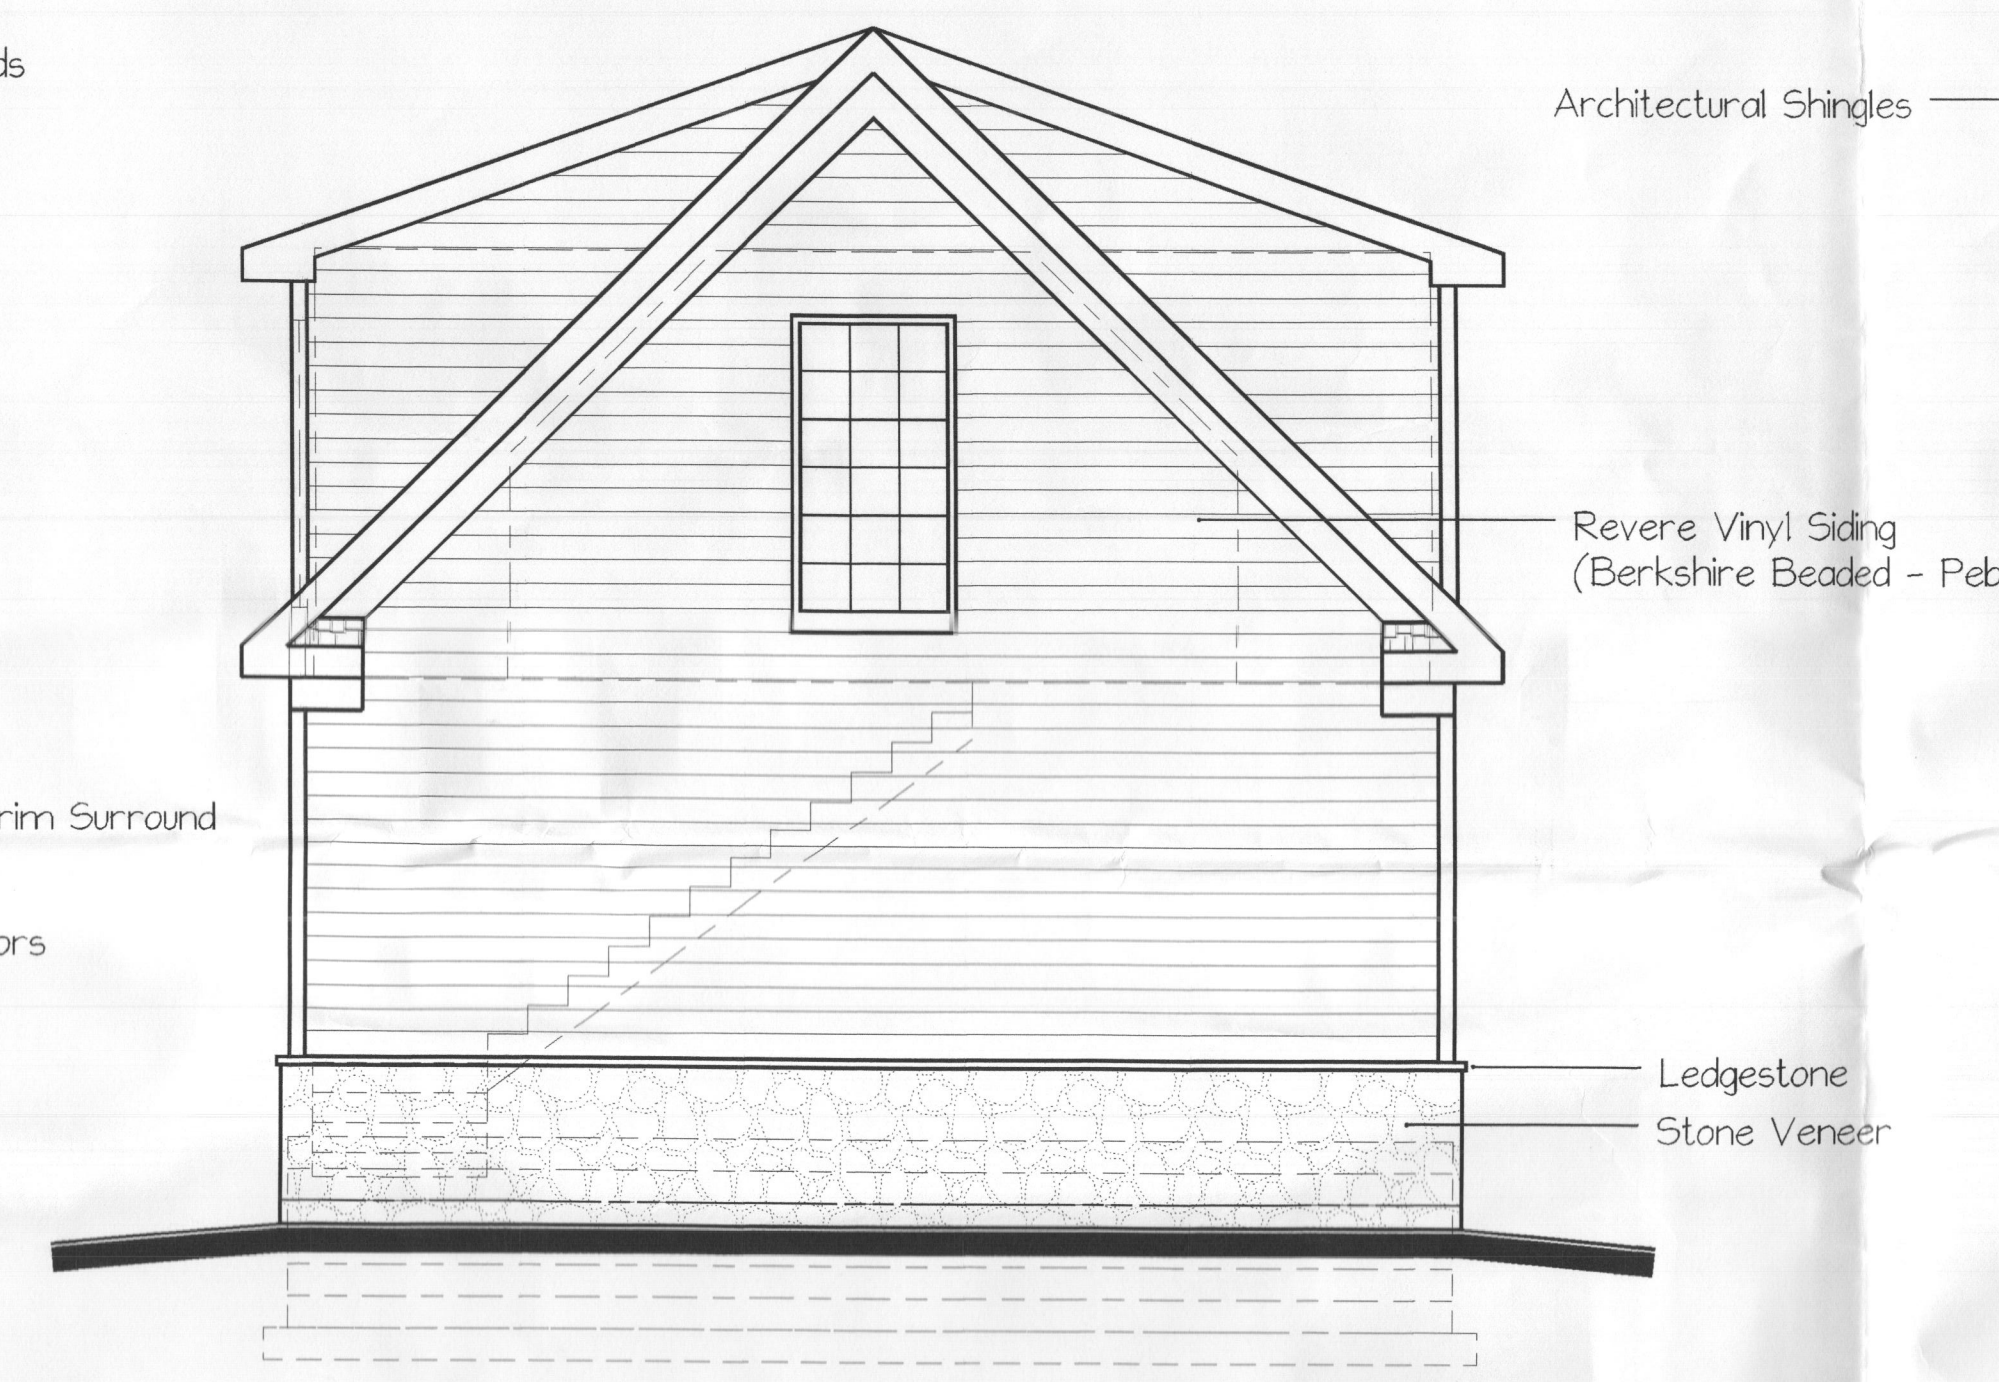 ds
Architectural Shingles
Revere Vinyl Siding
(Berkshire Beaded - Peb
rim Surround
ors
Ledgestone
Stone Veneer